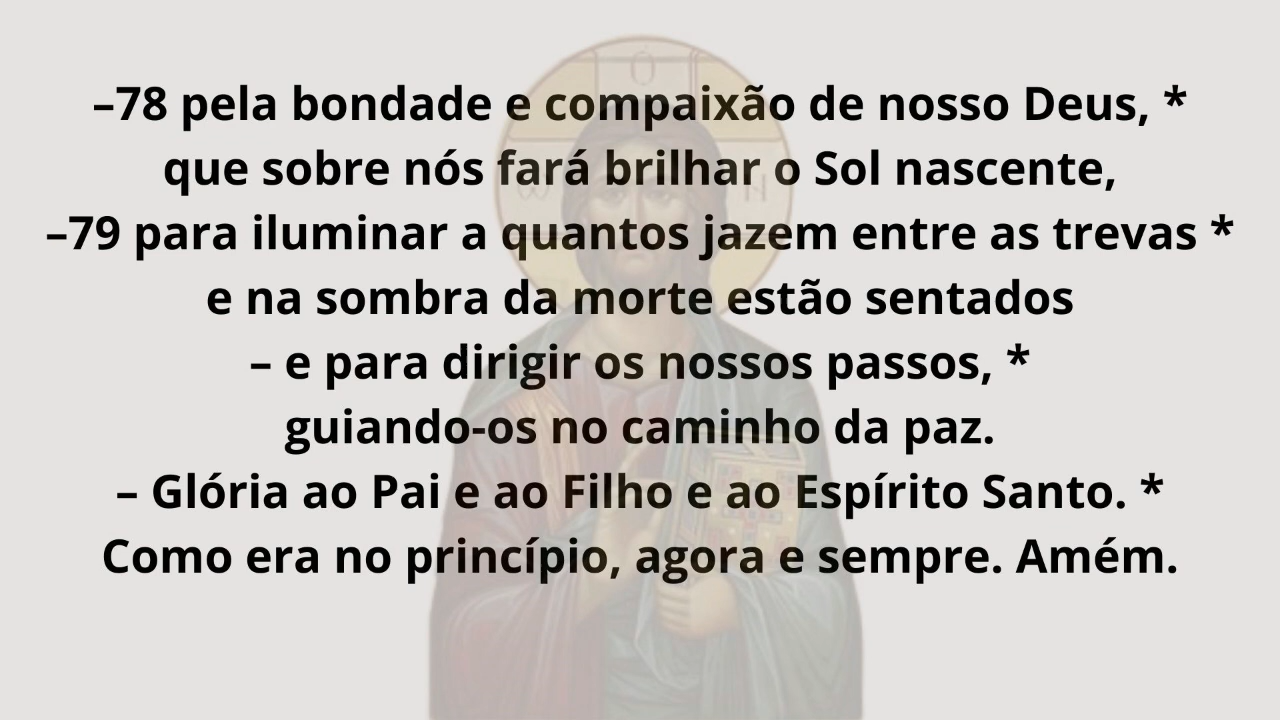 –78 pela bondade e compaixão de nosso Deus, *
que sobre nós fará brilhar o Sol nascente,
–79 para iluminar a quantos jazem entre as trevas *
e na sombra da morte estão sentados
– e para dirigir os nossos passos, *
guiando-os no caminho da paz.
– Glória ao Pai e ao Filho e ao Espírito Santo. *
Como era no princípio, agora e sempre. Amém.